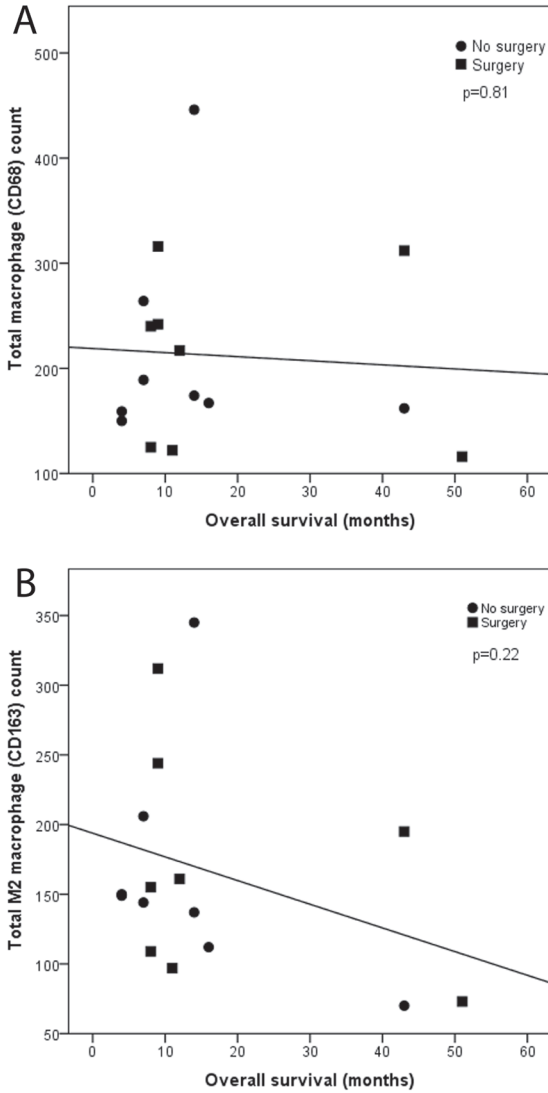 A
500
400
300
200
100
Total macrophage (CD68) count
No surgery
Surgery
p=0.81
0 10 20 30 40 50 60
Overall survival (months)
B
350
300
250
200
150
100
50
Total M2 macrophage (CD163) count
No surgery
Surgery
p=0.22
0 10 20 30 40 50 60
Overall survival (months)